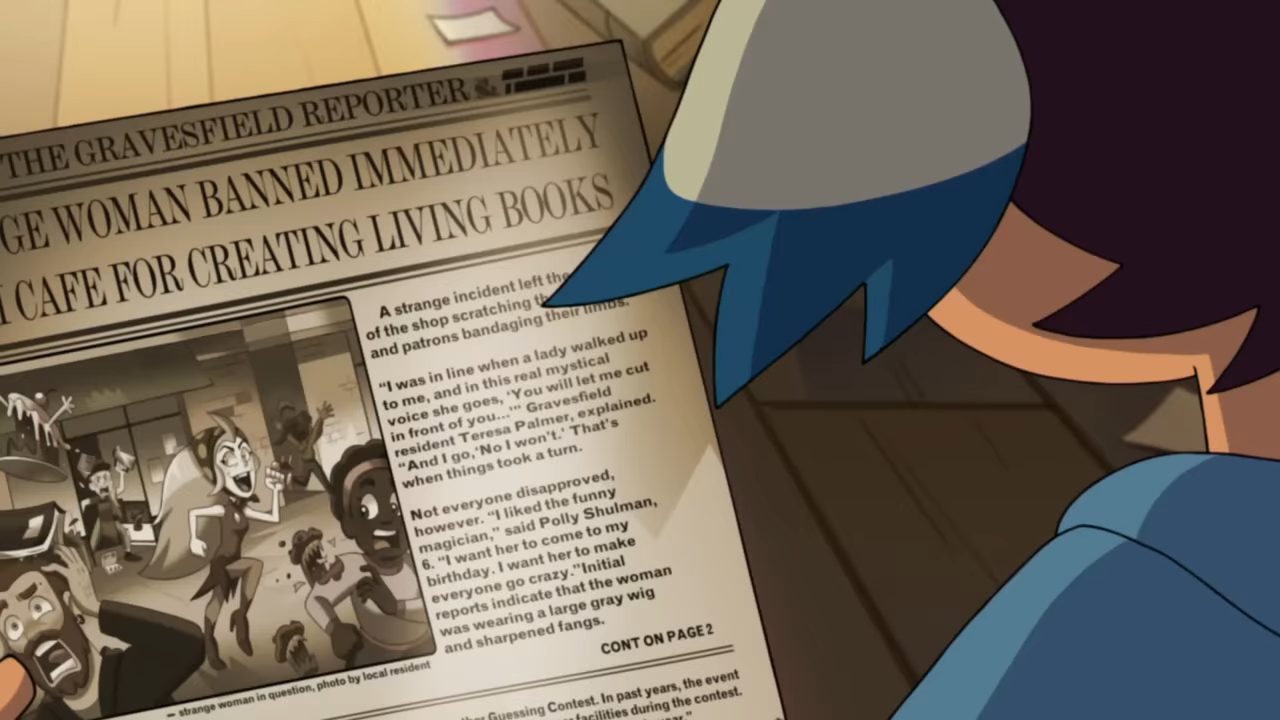 THE GRAVESFIELD REPORTER
GE WOMAN BANNED IMMEDIATELY
CAFE FOR CREATING LIVING BOOKS
A strange incident left the
of the shop scratching
and patrons bandaging their limbs.
“I was in line when a lady walked up
to me, and in this real mystical
voice she goes, ‘You will let me cut
in front of you...’” Gravesfield
resident Teresa Palmer, explained.
“And I go,‘No I won’t.’ That’s
when things took a turn.
Not everyone disapproved,
however. “I liked the funny
magician,” said Polly Shulman,
6. “I want her to come to my
birthday. I want her to make
everyone go crazy.”Initial
reports indicate that the woman
was wearing a large gray wig
and sharpened fangs.
CONT ON PAGE 2
– strange woman in question, photo by local resident
Guessing Contest. In past years, the event
facilities during the contest.